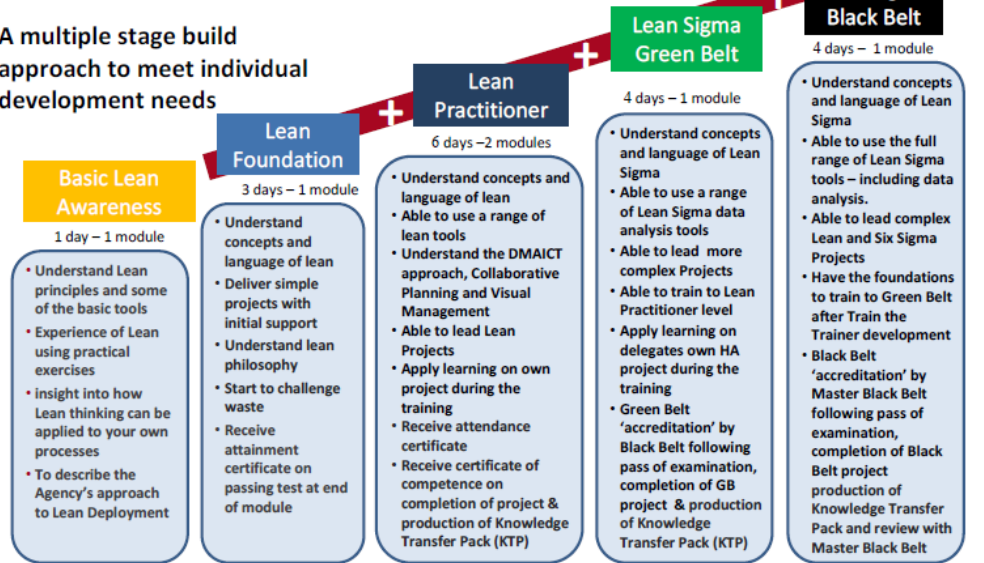 A multiple stage build
approach to meet individual
development needs
Basic Lean
Awareness
1 day – 1 module
• Understand Lean
principles and some
of the basic tools
• Experience of Lean
using practical
exercises
• insight into how
Lean thinking can be
applied to your own
processes
• To describe the
Agency's approach
to Lean Deployment
+
Lean
Foundation
3 days – 1 module
• Understand
concepts and
language of lean
• Deliver simple
projects with
initial support
• Understand lean
philosophy
• Start to challenge
waste
• Receive
attainment
certificate on
passing test at end
of module
+
Lean
Practitioner
6 days –2 modules
• Understand concepts and
language of lean
• Able to use a range of
lean tools
• Understand the DMAICT
approach, Collaborative
Planning and Visual
Management
• Able to lead Lean
Projects
• Apply learning on own
project during the
training
• Receive attendance
certificate
• Receive certificate of
competence on
completion of project &
production of Knowledge
Transfer Pack (KTP)
Lean Sigma
Green Belt
4 days – 1 module
• Understand concepts
and language of Lean
Sigma
• Able to use a range
of Lean Sigma data
analysis tools
• Able to lead  more
complex Projects
• Able to train to Lean
Practitioner level
• Apply learning on
delegates own HA
project during the
training
• Green Belt
'accreditation' by
Black Belt following
pass of examination,
completion of GB
project  & production
of Knowledge
Transfer Pack (KTP)
Black Belt
4 days –  1 module
• Understand concepts
and language of Lean
Sigma
• Able to use the full
range of Lean Sigma
tools – including data
analysis.
• Able to lead complex
Lean and Six Sigma
Projects
• Have the foundations
to train to Green Belt
after Train the
Trainer development
• Black Belt
'accreditation' by
Master Black Belt
following pass of
examination,
completion of Black
Belt project
production of
Knowledge Transfer
Pack and review with
Master Black Belt